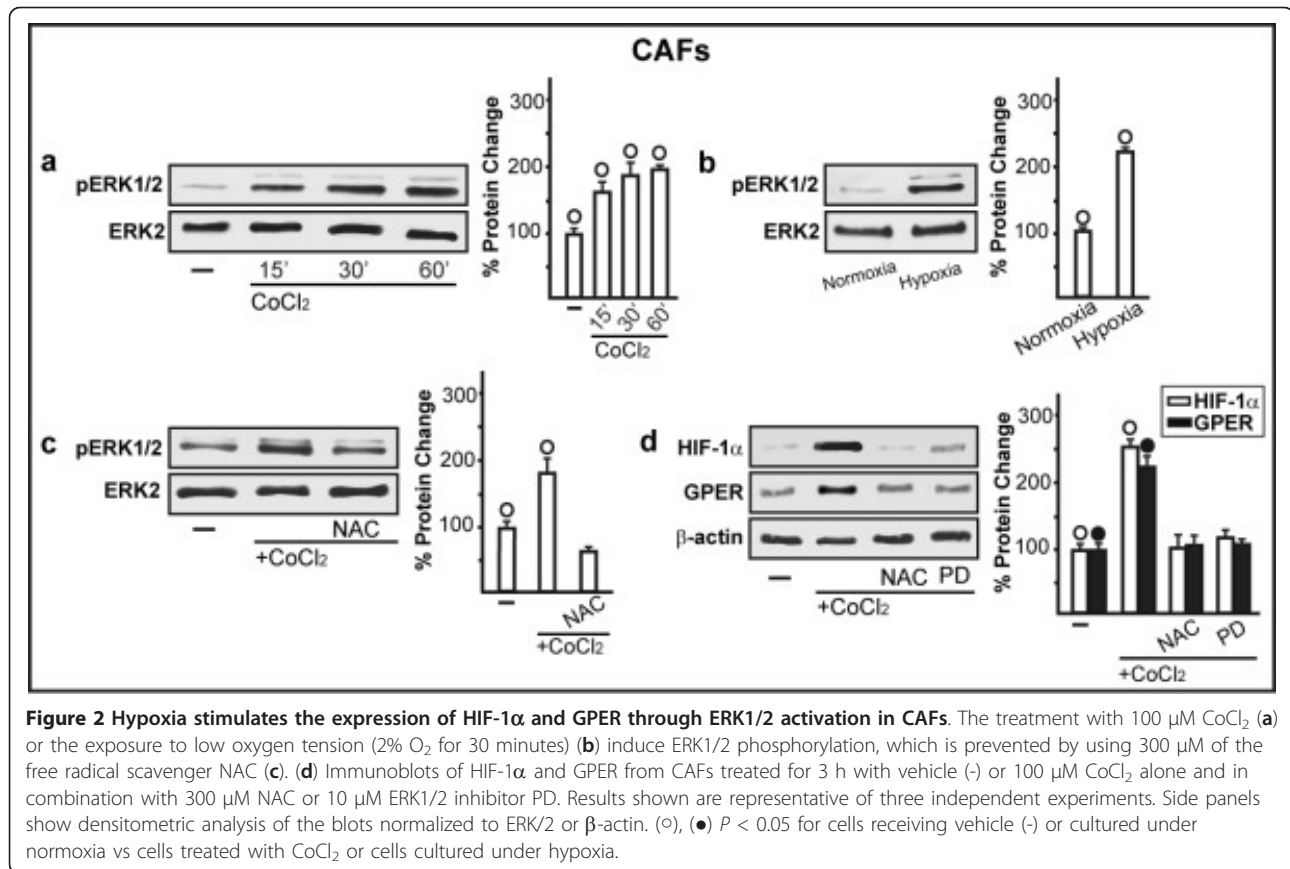 CAFs
a
pERK1/2
ERK2
— 15' 30' 60'
CoCl₂
% Protein Change
300
200
100
— 15' 30' 60'
CoCl₂
b
pERK1/2
ERK2
Normoxia Hypoxia
% Protein Change
300
200
100
Normoxia Hypoxia
c
pERK1/2
ERK2
— NAC
+CoCl₂
% Protein Change
300
200
100
— NAC
+CoCl₂
d
HIF-1α
GPER
β-actin
— NAC PD
+CoCl₂
% Protein Change
300
200
100
HIF-1α
GPER
— NAC PD
+CoCl₂
Figure 2 Hypoxia stimulates the expression of HIF-1α and GPER through ERK1/2 activation in CAFs. The treatment with 100 μM CoCl₂ (a)
or the exposure to low oxygen tension (2% O₂ for 30 minutes) (b) induce ERK1/2 phosphorylation, which is prevented by using 300 μM of the
free radical scavenger NAC (c). (d) Immunoblots of HIF-1α and GPER from CAFs treated for 3 h with vehicle (-) or 100 μM CoCl₂ alone and in
combination with 300 μM NAC or 10 μM ERK1/2 inhibitor PD. Results shown are representative of three independent experiments. Side panels
show densitometric analysis of the blots normalized to ERK/2 or β-actin. (○), (●) P < 0.05 for cells receiving vehicle (-) or cultured under
normoxia vs cells treated with CoCl₂ or cells cultured under hypoxia.